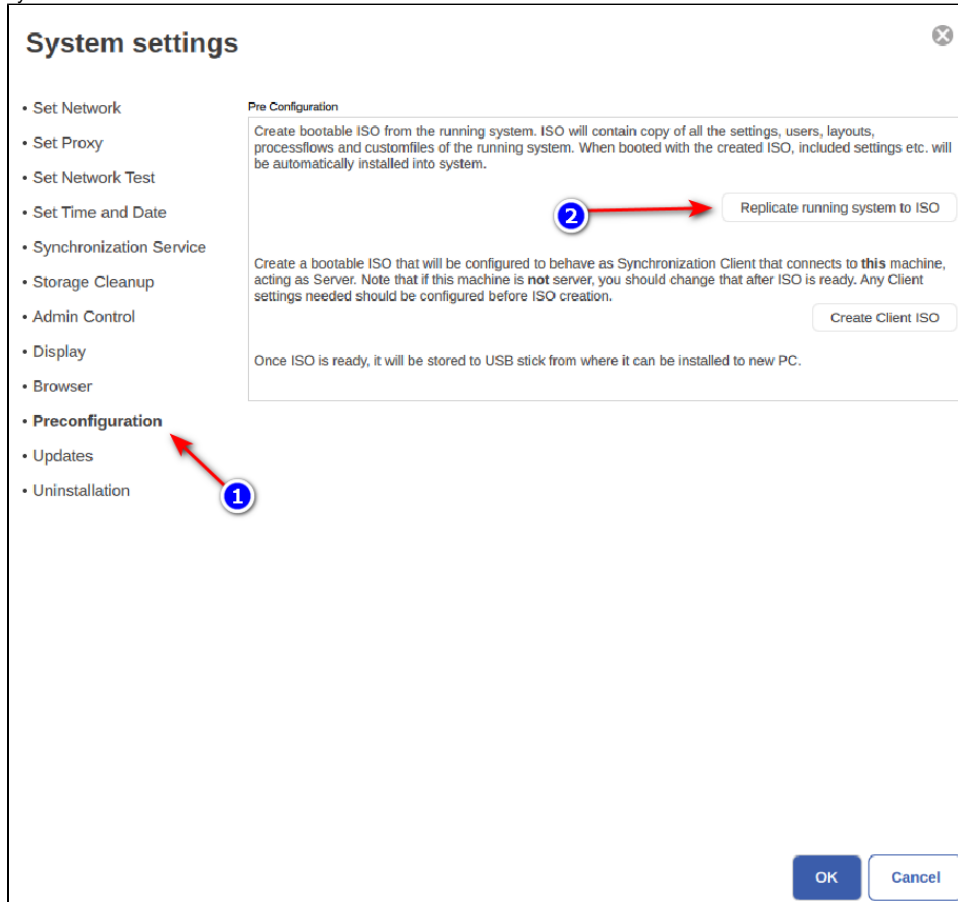 System settings
• Set Network
• Set Proxy
• Set Network Test
• Set Time and Date
• Synchronization Service
• Storage Cleanup
• Admin Control
• Display
• Browser
• Preconfiguration
• Updates
• Uninstallation
1
Pre Configuration
Create bootable ISO from the running system. ISO will contain copy of all the settings, users, layouts,
processflows and customfiles of the running system. When booted with the created ISO, included settings etc. will
be automatically installed into system.
2
Replicate running system to ISO
Create a bootable ISO that will be configured to behave as Synchronization Client that connects to this machine,
acting as Server. Note that if this machine is not server, you should change that after ISO is ready. Any Client
settings needed should be configured before ISO creation.
Create Client ISO
Once ISO is ready, it will be stored to USB stick from where it can be installed to new PC.
OK
Cancel